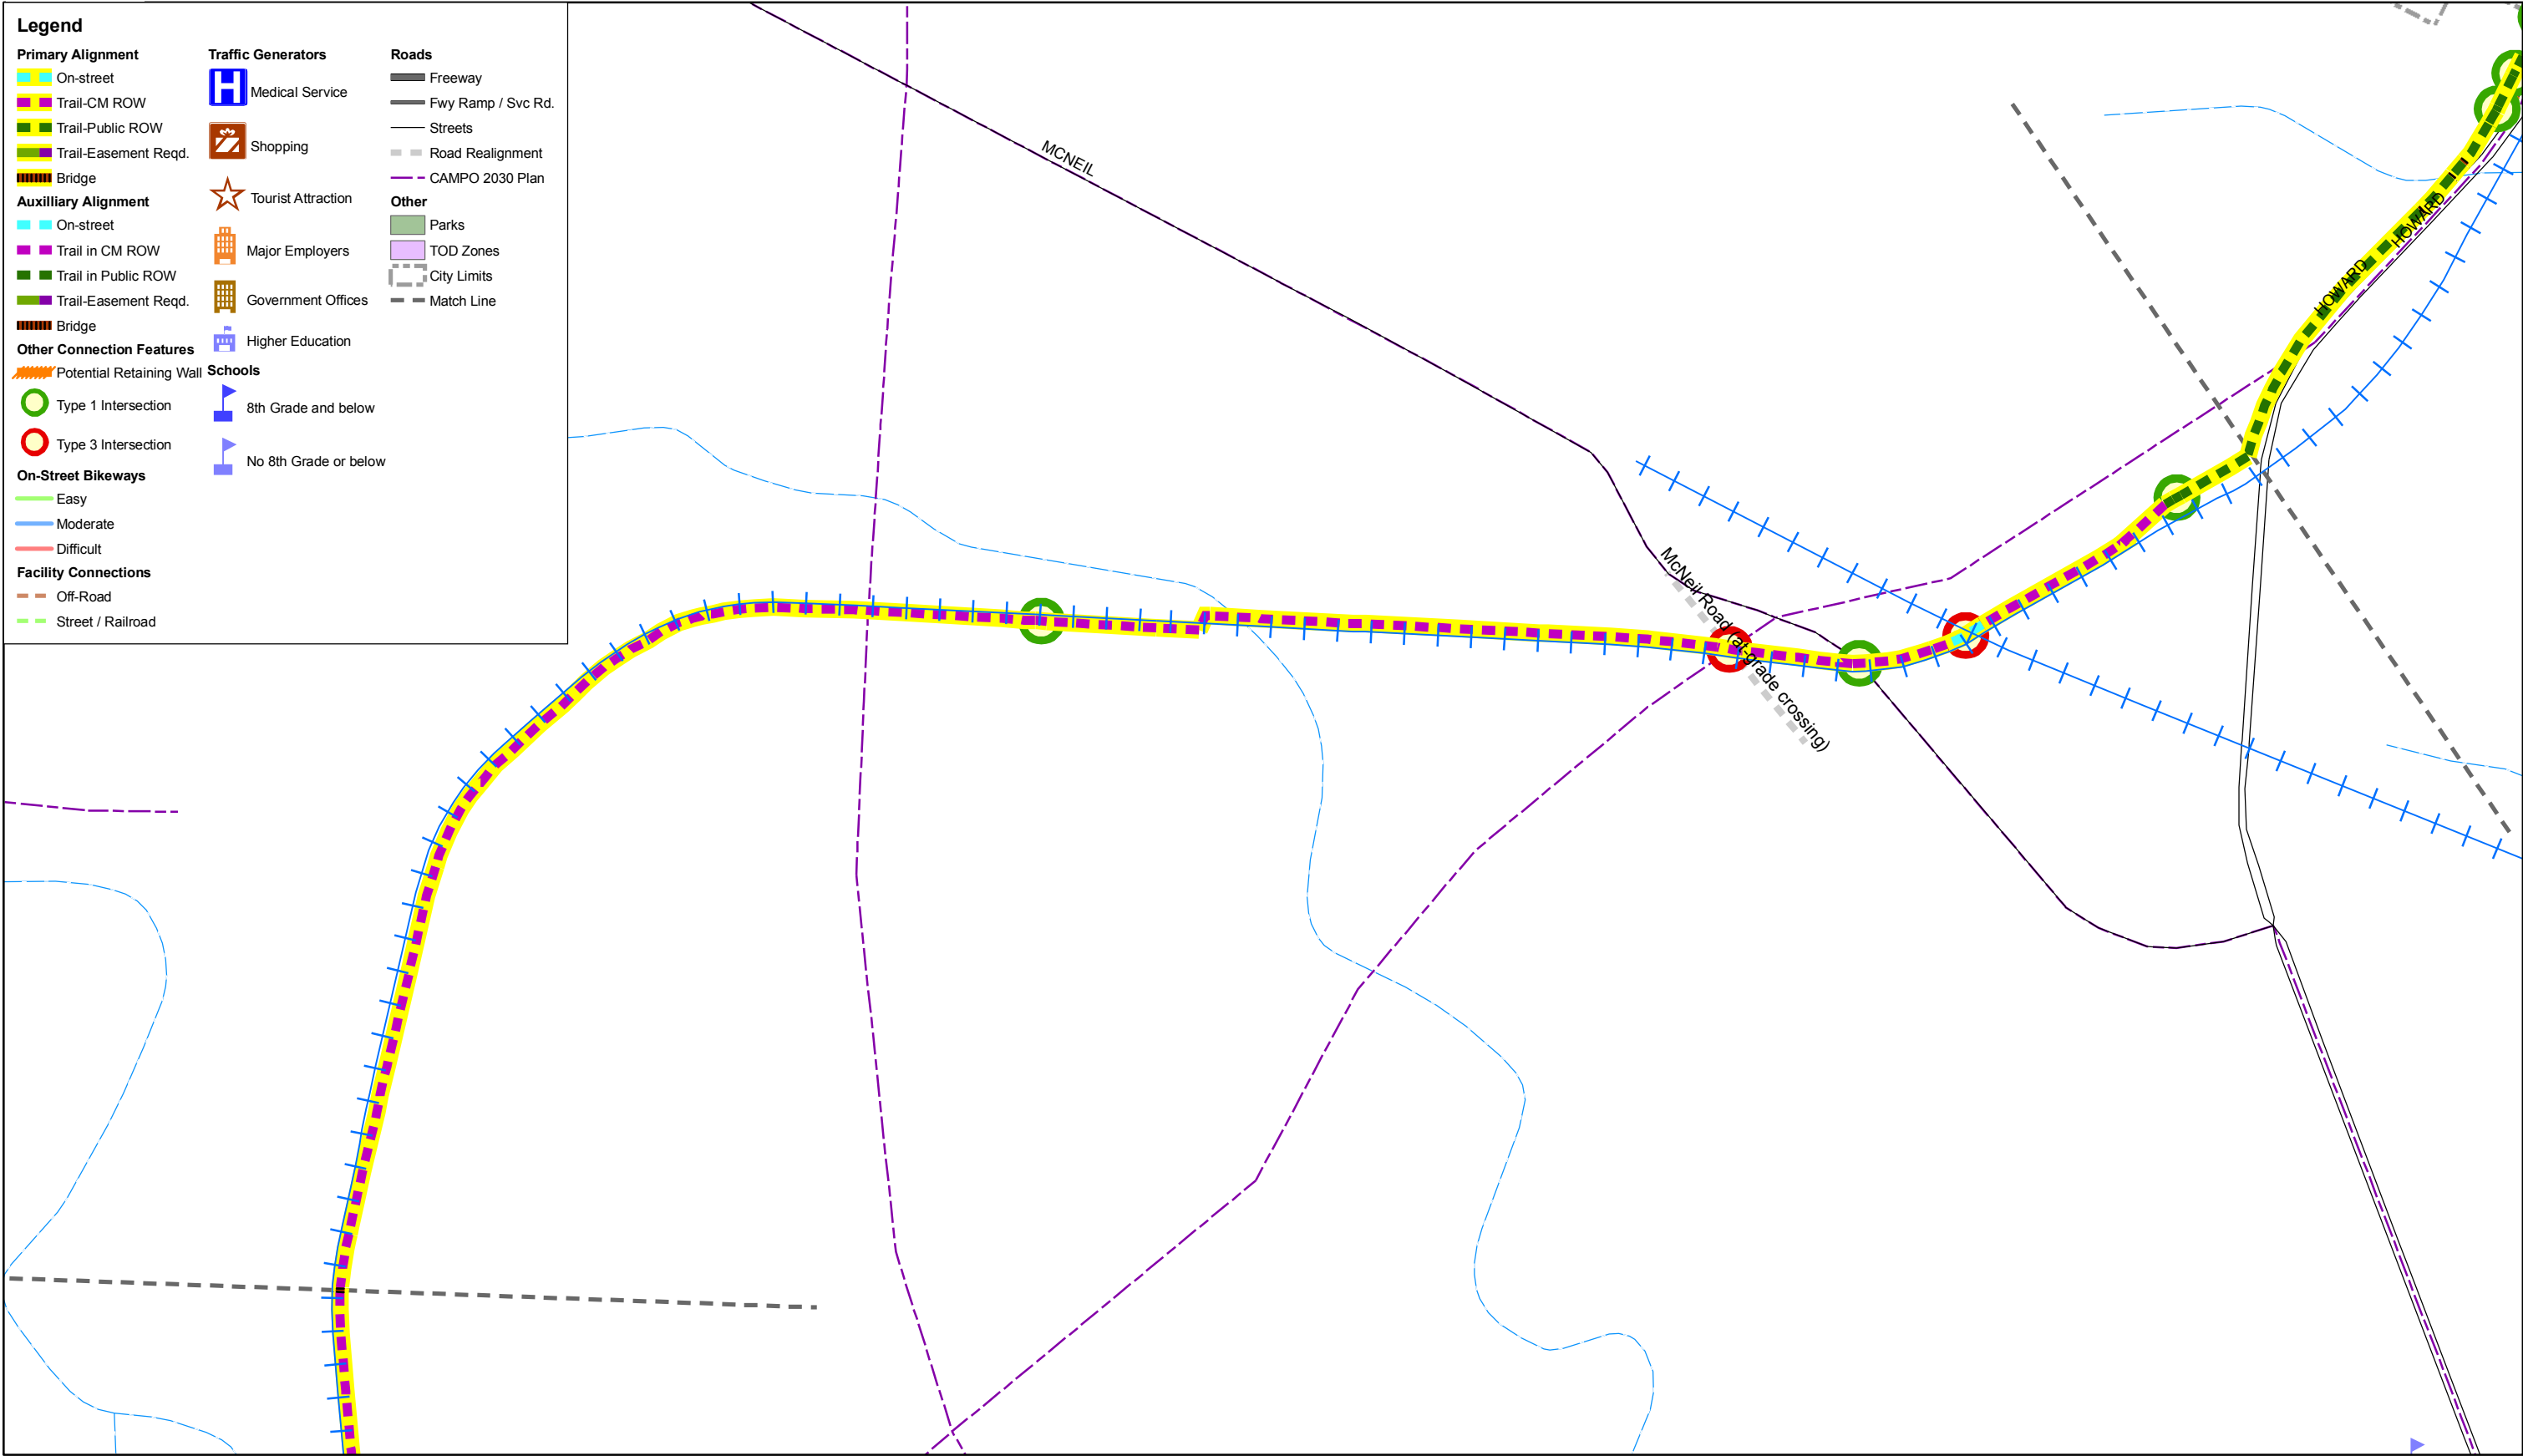 Legend
Primary Alignment
On-street
Trail-CM ROW
Trail-Public ROW
Trail-Easement Reqd.
Bridge
Auxilliary Alignment
On-street
Trail in CM ROW
Trail in Public ROW
Trail-Easement Reqd.
Bridge
Other Connection Features
Potential Retaining Wall
Type 1 Intersection
Type 3 Intersection
On-Street Bikeways
Easy
Moderate
Difficult
Facility Connections
Off-Road
Street / Railroad
Traffic Generators
H
Medical Service
Shopping
Tourist Attraction
Major Employers
Government Offices
Higher Education
Schools
8th Grade and below
No 8th Grade or below
Roads
Freeway
Fwy Ramp / Svc Rd.
Streets
Road Realignment
CAMPO 2030 Plan
Other
Parks
TOD Zones
City Limits
Match Line
MCNEIL
HOWARD
HOWARD
McNeil Road (at-grade crossing)